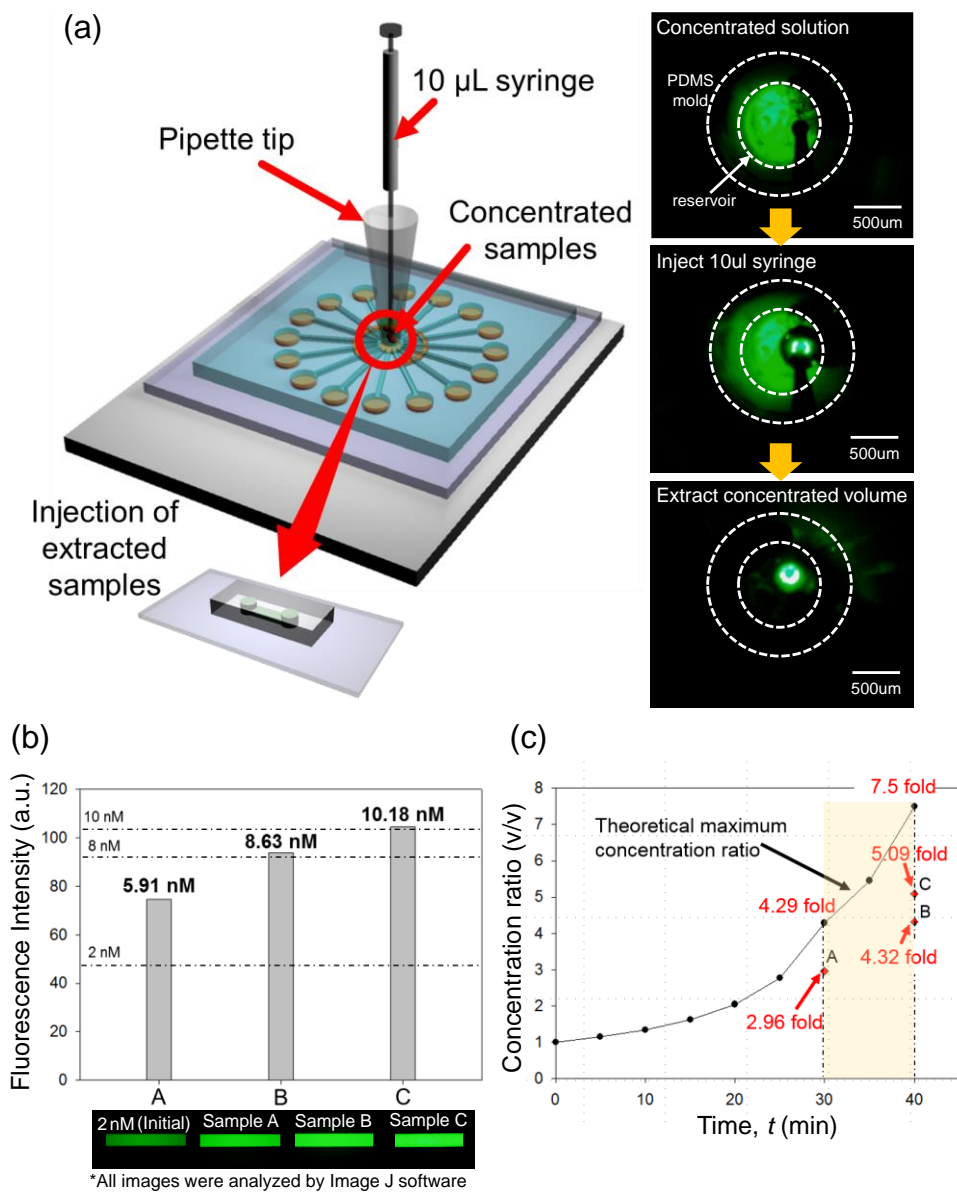 (a)
10 µL syringe
Pipette tip
Concentrated
samples
Injection of
extracted
samples
Concentrated solution
PDMS
mold
reservoir
500um
Inject 10ul syringe
500um
Extract concentrated volume
500um
(b)
Fluorescence Intensity (a.u.)
120
100
80
60
40
20
0
10 nM
8 nM
2 nM
5.91 nM
8.63 nM
10.18 nM
A
B
C
2 nM (Initial)
Sample A
Sample B
Sample C
*All images were analyzed by Image J software
(c)
Concentration ratio (v/v)
8
7
6
5
4
3
2
1
0
7.5 fold
Theoretical maximum
concentration ratio
5.09 fold
C
4.29 fold
B
4.32 fold
A
2.96 fold
0
10
20
30
40
Time, t (min)